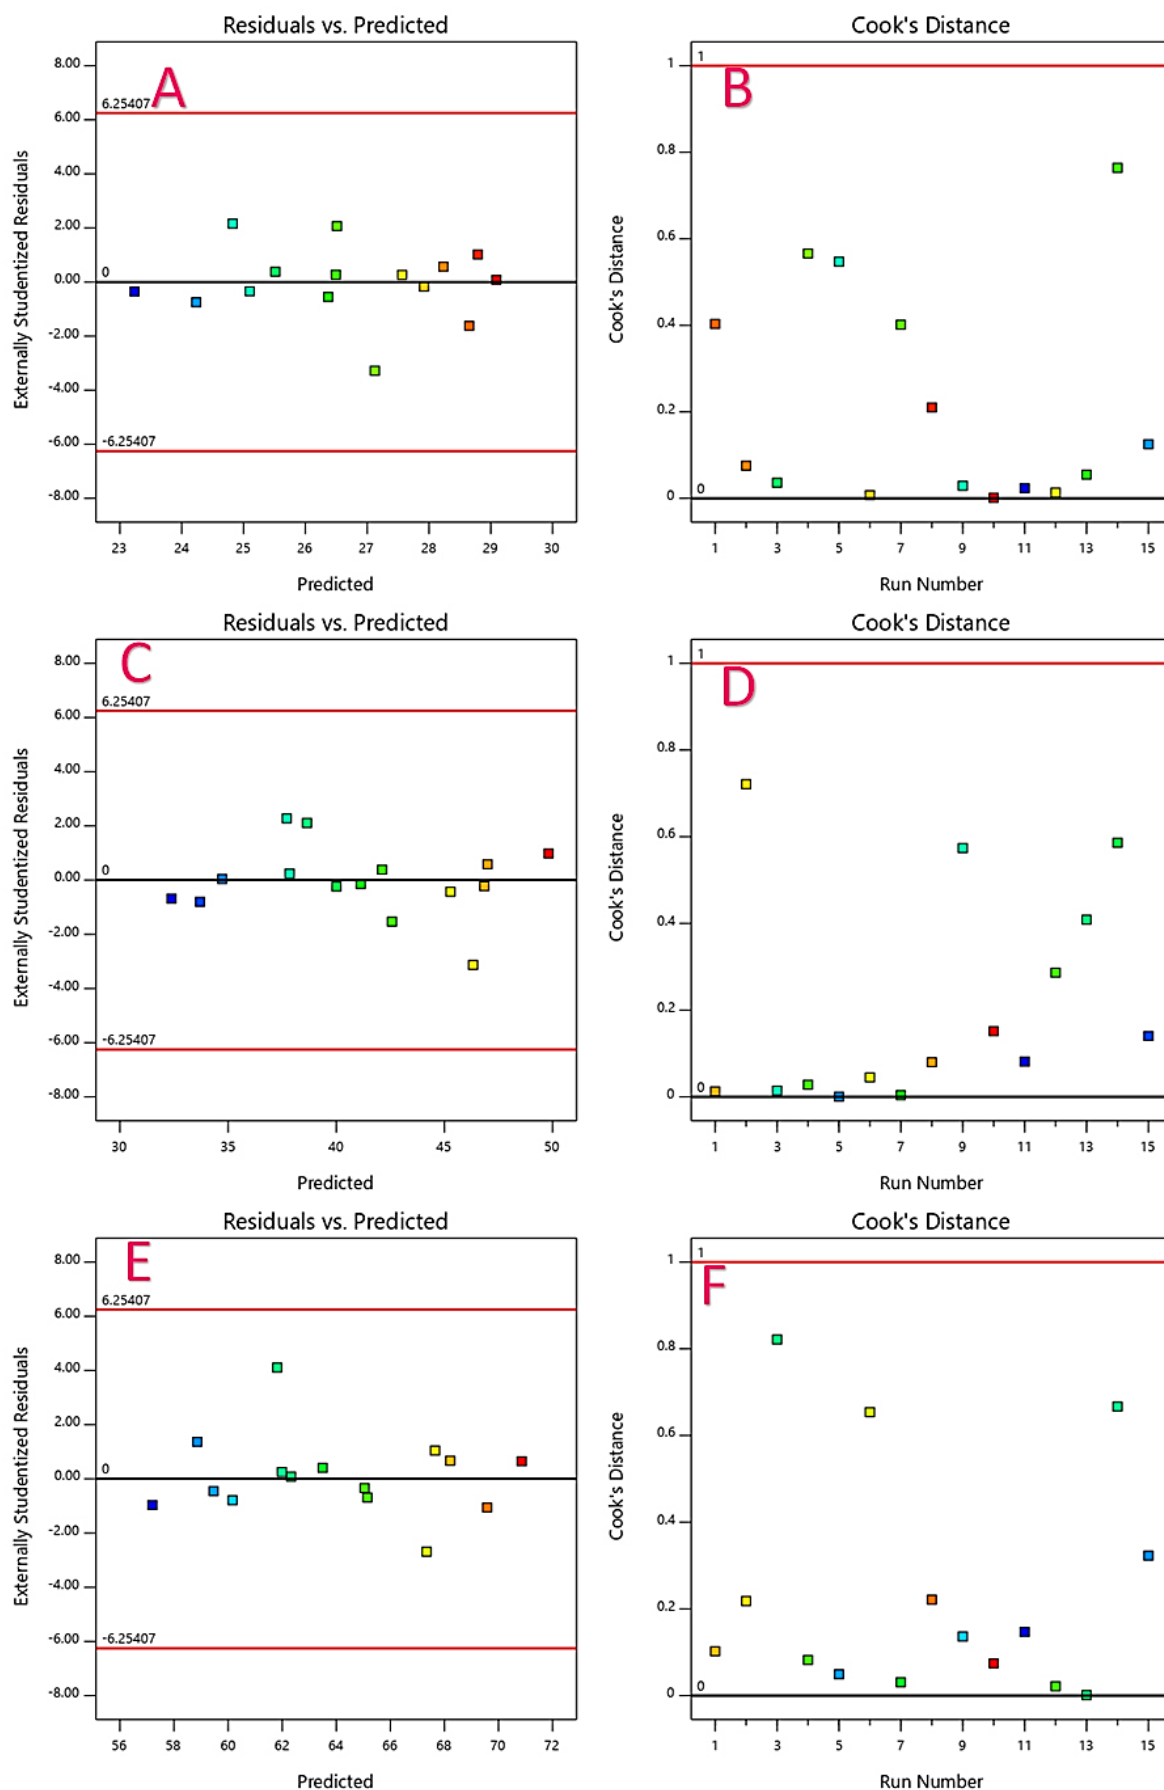 Residuals vs. Predicted
A
8.00
6.25407
6.00
4.00
2.00
0
0.00
-2.00
-4.00
-6.00
-6.25407
-8.00
Externally Studentized Residuals
23 24 25 26 27 28 29 30
Predicted
Cook's Distance
B
1
1
0.8
0.6
0.4
0.2
0
0
Cook's Distance
1 3 5 7 9 11 13 15
Run Number
Residuals vs. Predicted
C
8.00
6.25407
6.00
4.00
2.00
0
0.00
-2.00
-4.00
-6.00
-6.25407
-8.00
Externally Studentized Residuals
30 35 40 45 50
Predicted
Cook's Distance
D
1
1
0.8
0.6
0.4
0.2
0
0
Cook's Distance
1 3 5 7 9 11 13 15
Run Number
Residuals vs. Predicted
E
8.00
6.25407
6.00
4.00
2.00
0
0.00
-2.00
-4.00
-6.00
-6.25407
-8.00
Externally Studentized Residuals
56 58 60 62 64 66 68 70 72
Predicted
Cook's Distance
F
1
1
0.8
0.6
0.4
0.2
0
0
Cook's Distance
1 3 5 7 9 11 13 15
Run Number